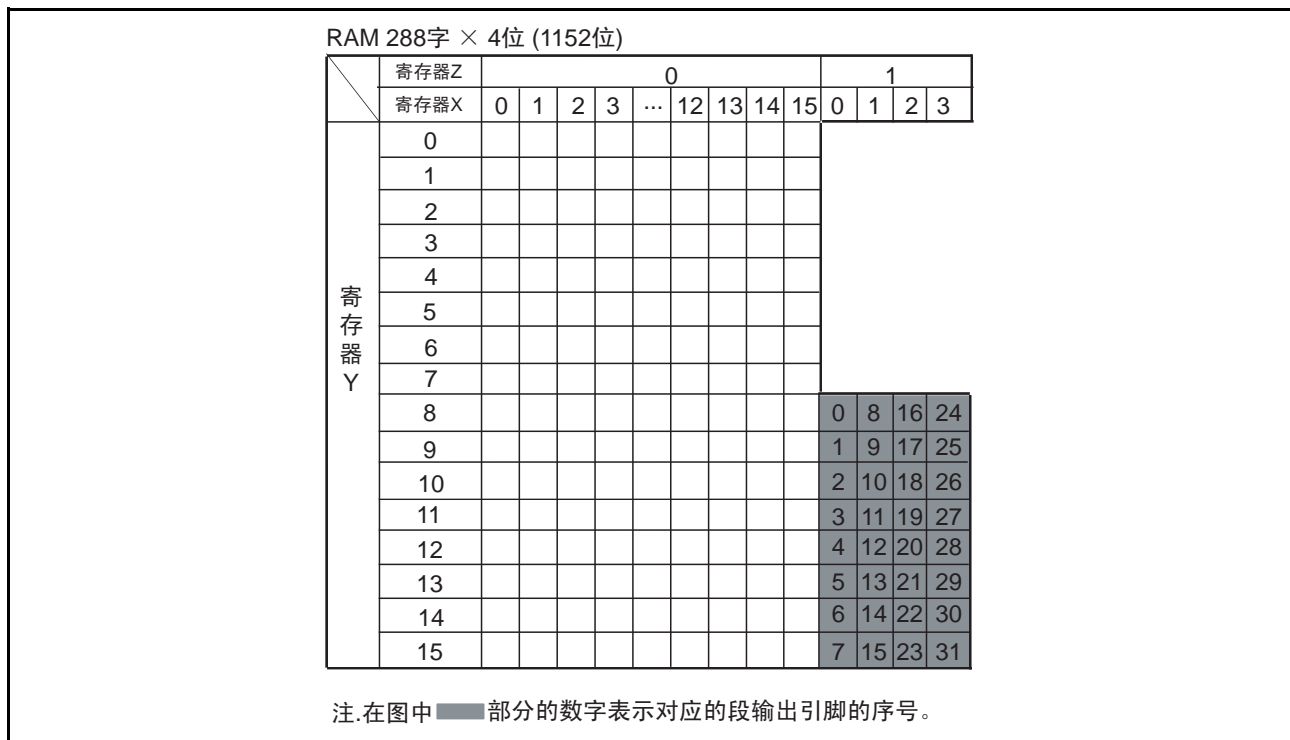 RAM 288字 × 4位 (1152位)
寄存器Z 0 1
寄存器X 0 1 2 3 ... 12 13 14 15 0 1 2 3
寄存器Y
0
1
2
3
4
5
6
7
8 0 8 16 24
9 1 9 17 25
10 2 10 18 26
11 3 11 19 27
12 4 12 20 28
13 5 13 21 29
14 6 14 22 30
15 7 15 23 31
注.在图中 部分的数字表示对应的段输出引脚的序号。